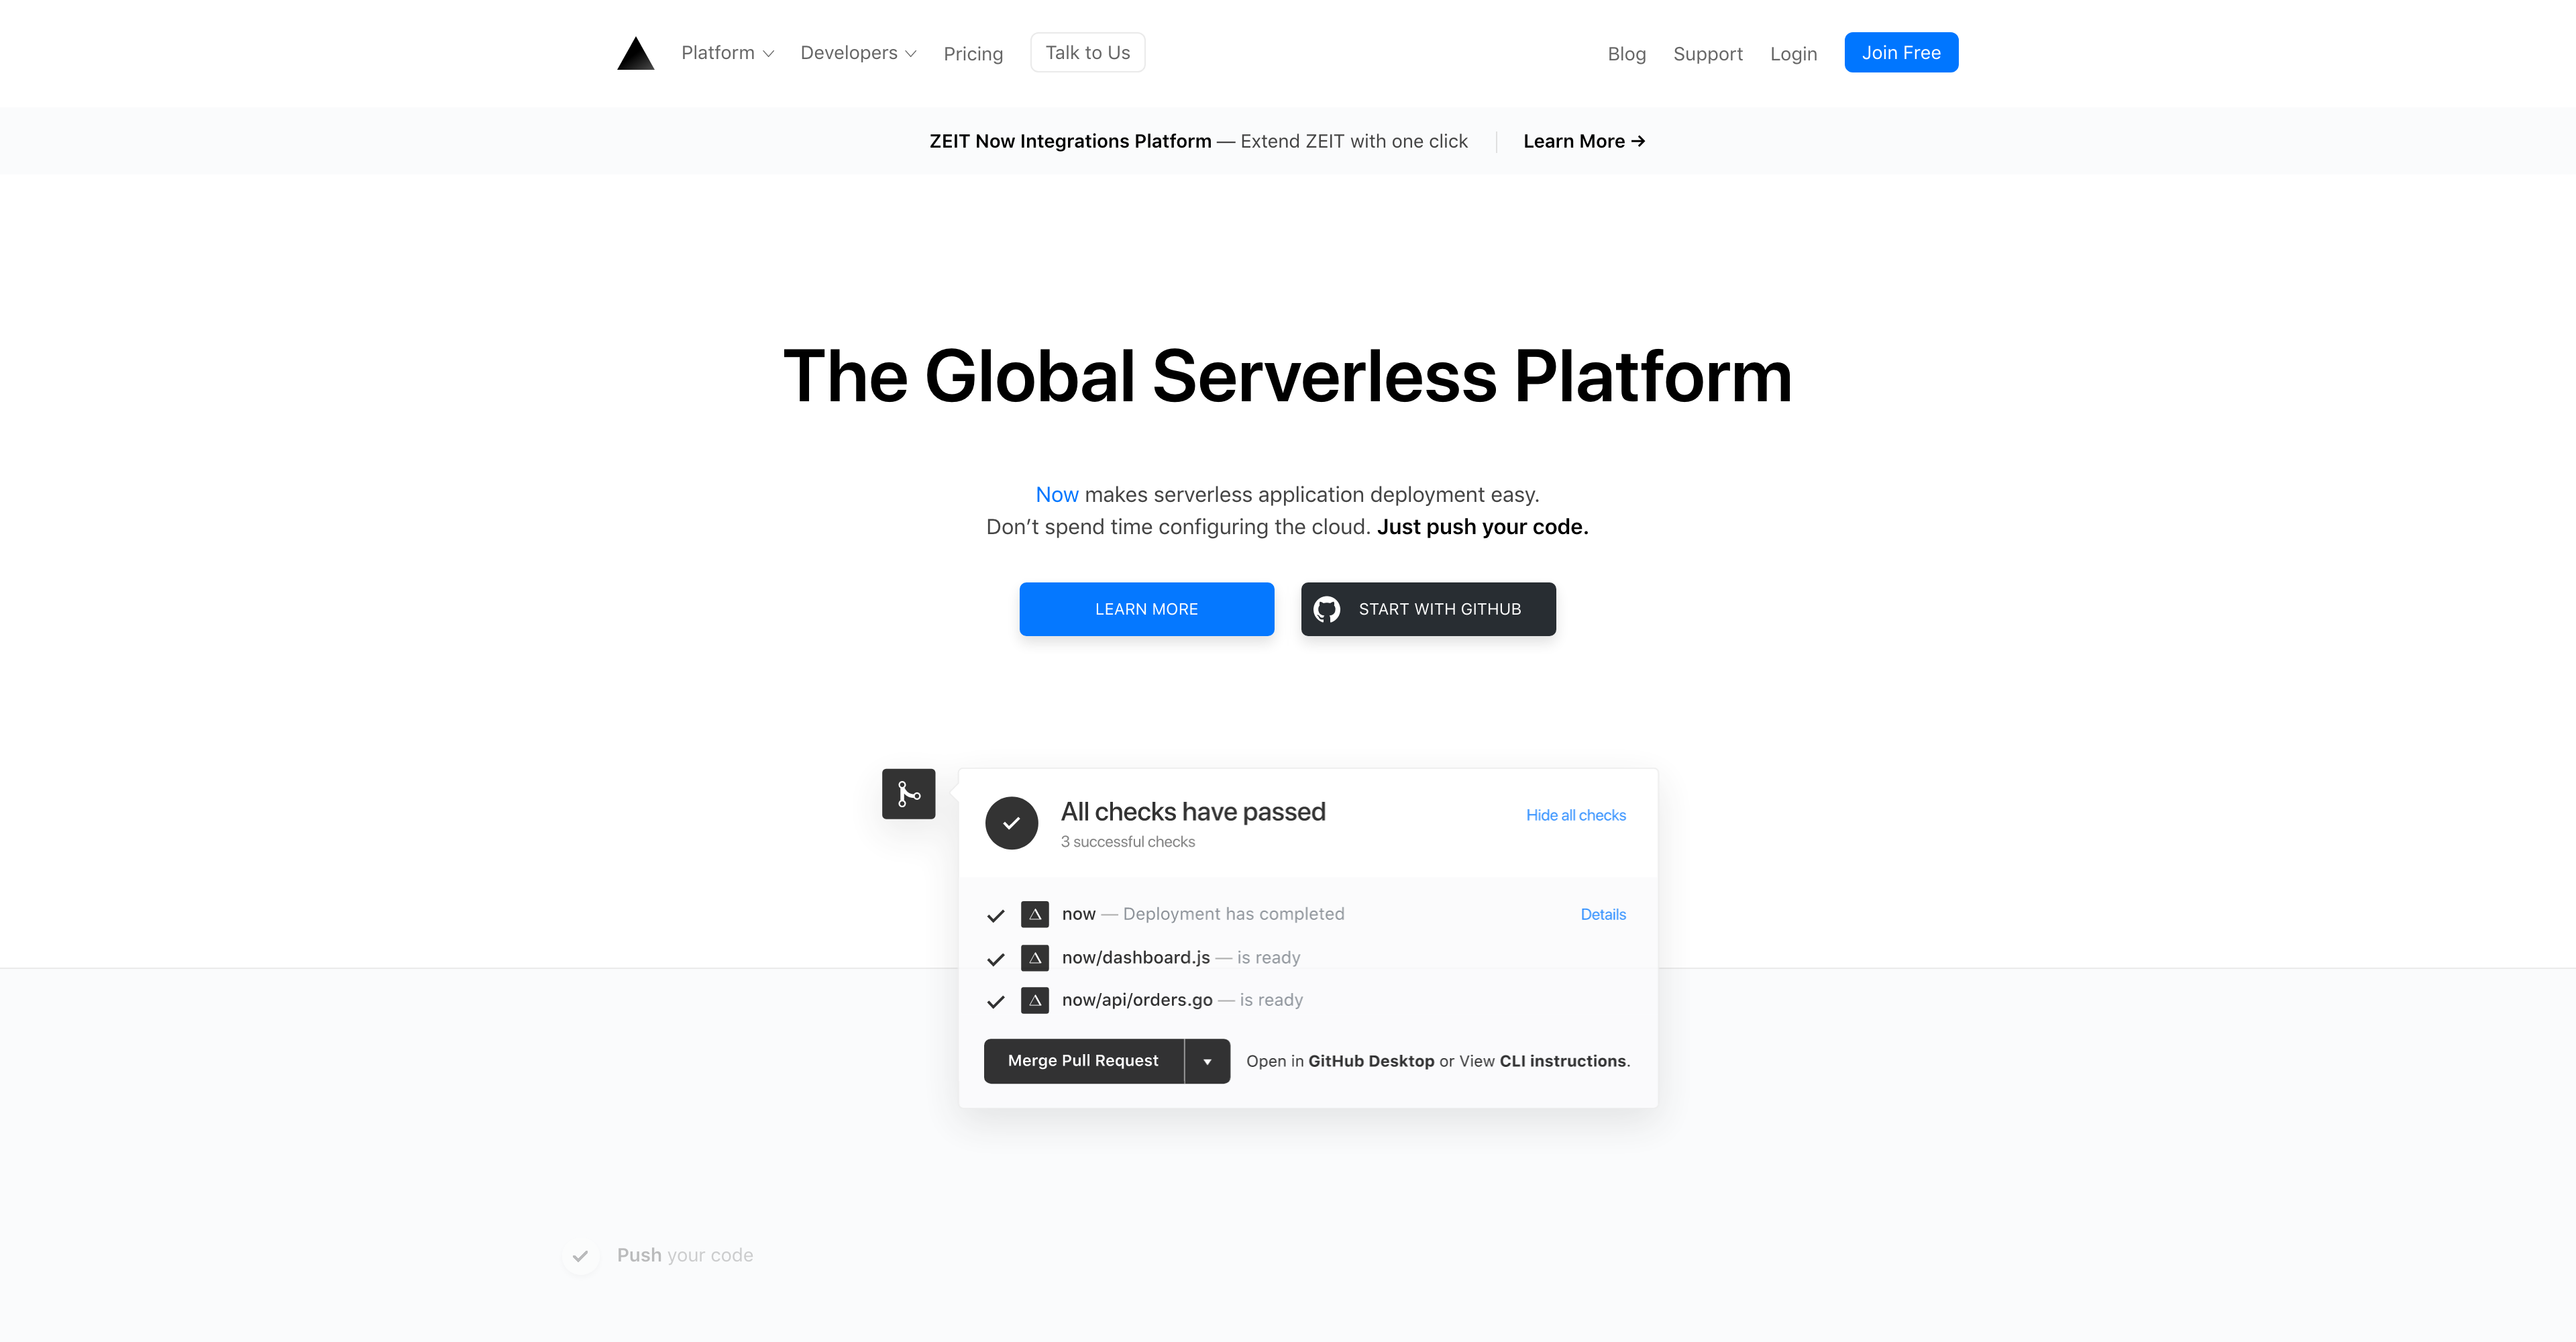 Platform Developers Pricing Talk to Us Blog Support Login Join Free
ZEIT Now Integrations Platform — Extend ZEIT with one click Learn More →
The Global Serverless Platform
Now makes serverless application deployment easy.
Don’t spend time configuring the cloud. Just push your code.
LEARN MORE START WITH GITHUB
All checks have passed Hide all checks
3 successful checks
now — Deployment has completed Details
now/dashboard.js — is ready
now/api/orders.go — is ready
Merge Pull Request Open in GitHub Desktop or View CLI instructions.
Push your code